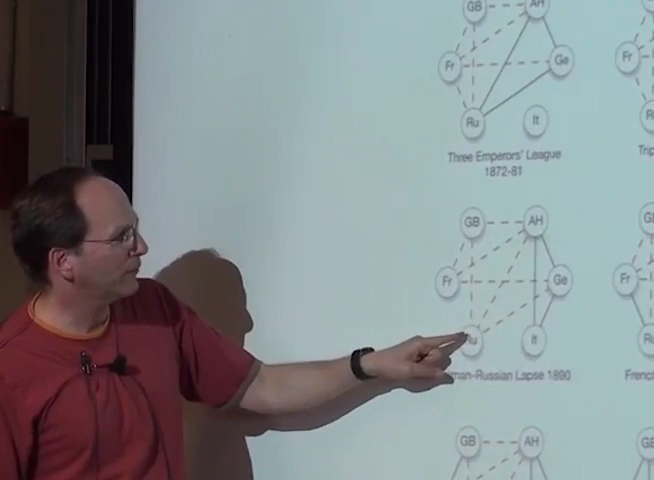 GB AH
Fr Ge
Ru It
Three Emperors' League
1872-81
GB AH
Fr Ge Fr
It
Lapse 1890
GB AH